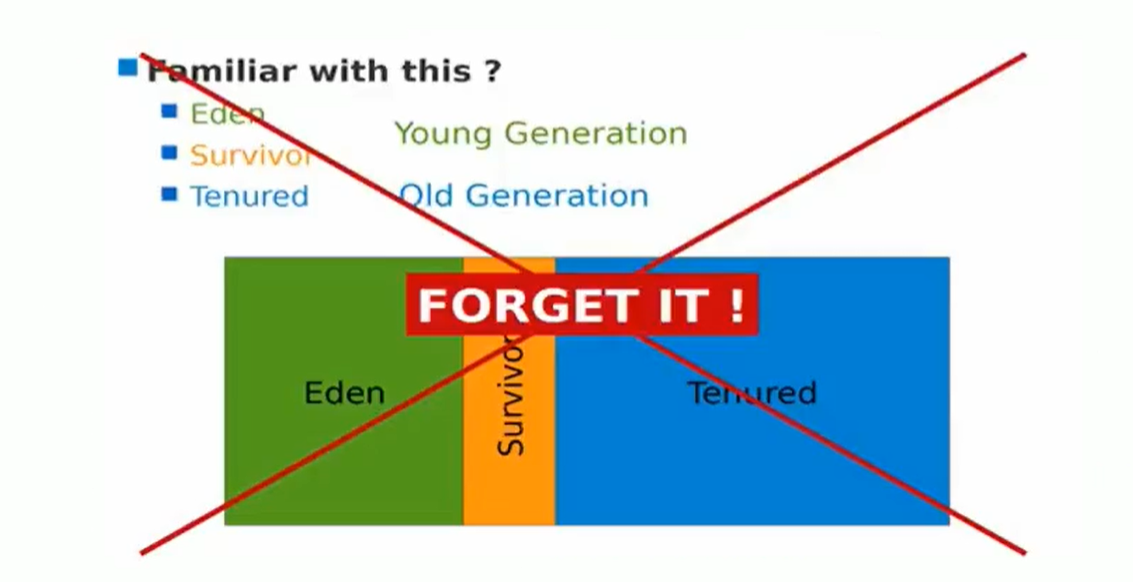 Familiar with this ?
Eden
Young Generation
Survivor
Tenured
Old Generation
FORGET IT !
Eden
Survivor
Tenured